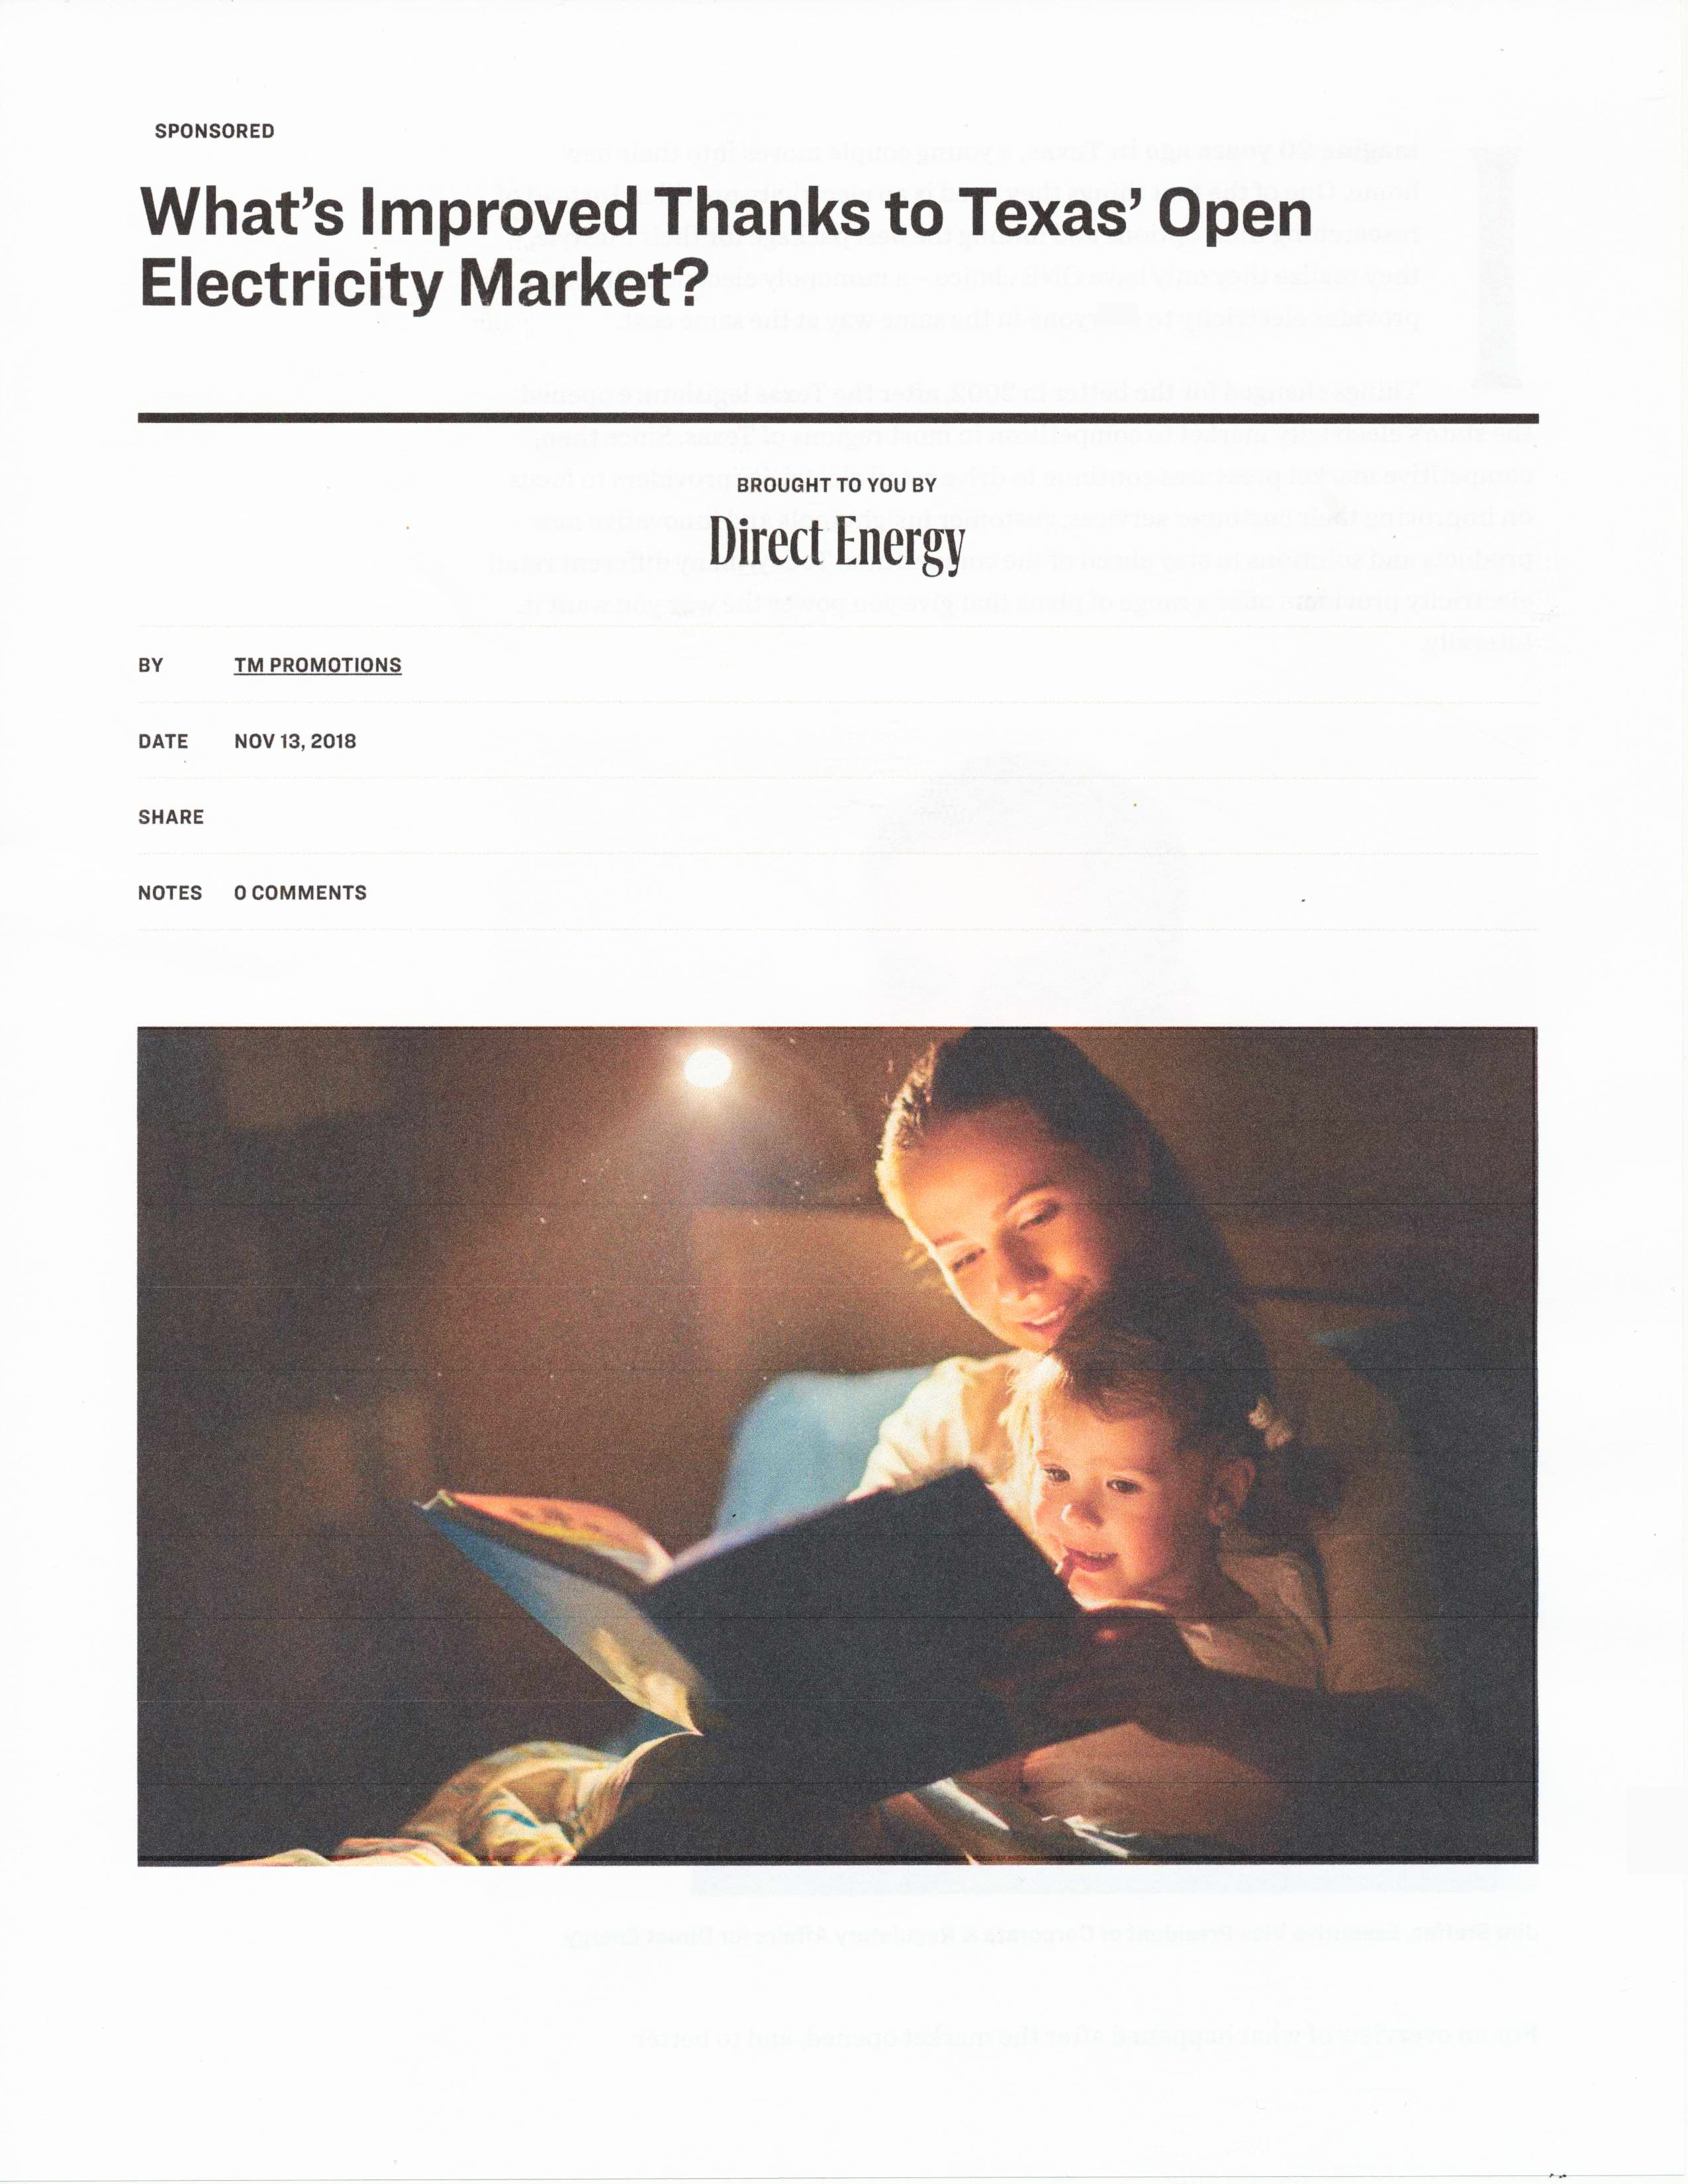 SPONSORED
What’s Improved Thanks to Texas’ Open
Electricity Market?
BROUGHT TO YOU BY
Direct Energy
BY TM PROMOTIONS
DATE NOV 13, 2018
SHARE
NOTES 0 COMMENTS